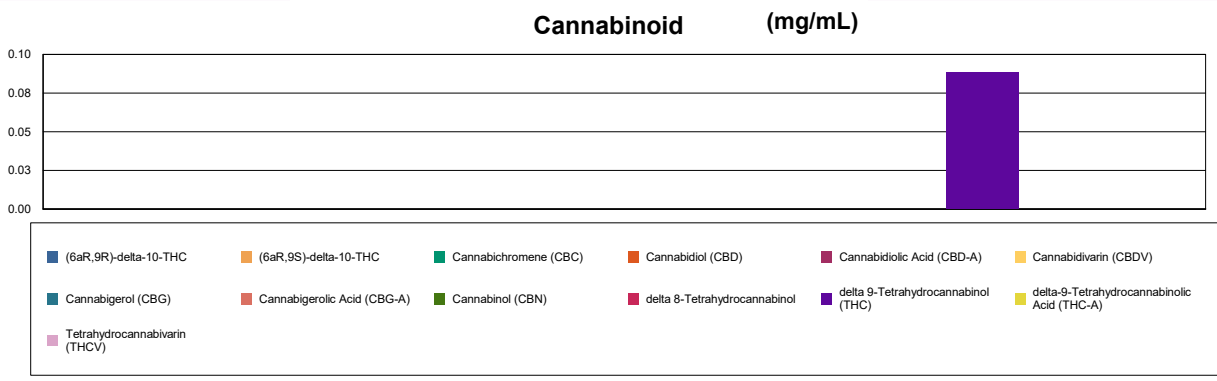 Cannabinoid (mg/mL)
0.10
0.08
0.05
0.03
0.00
(6aR,9R)-delta-10-THC
(6aR,9S)-delta-10-THC
Cannabichromene (CBC)
Cannabidiol (CBD)
Cannabidiolic Acid (CBD-A)
Cannabidivarin (CBDV)
Cannabigerol (CBG)
Cannabigerolic Acid (CBG-A)
Cannabinol (CBN)
delta 8-Tetrahydrocannabinol
delta 9-Tetrahydrocannabinol
(THC)
delta-9-Tetrahydrocannabinolic
Acid (THC-A)
Tetrahydrocannabivarin
(THCV)